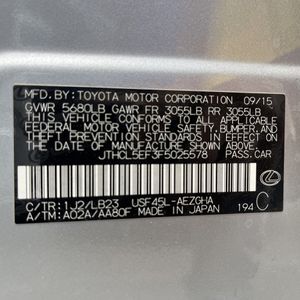 MFD.BY:TOYOTA MOTOR CORPORATION 09/15
GVWR 5680LB GAWR FR 3055LB RR 3055LB
THIS VEHICLE CONFORMS TO ALL APPLICABLE
FEDERAL MOTOR VEHICLE SAFETY, BUMPER, AND
THEFT PREVENTION STANDARDS IN EFFECT ON
THE DATE OF MANUFACTURE SHOWN ABOVE.
JTHCL5EF3F5025578 PASS.CAR
C/TR:1J2/LB23 USF45L-AEZGHA
A/TM:A02A/AA80F MADE IN JAPAN 194 C